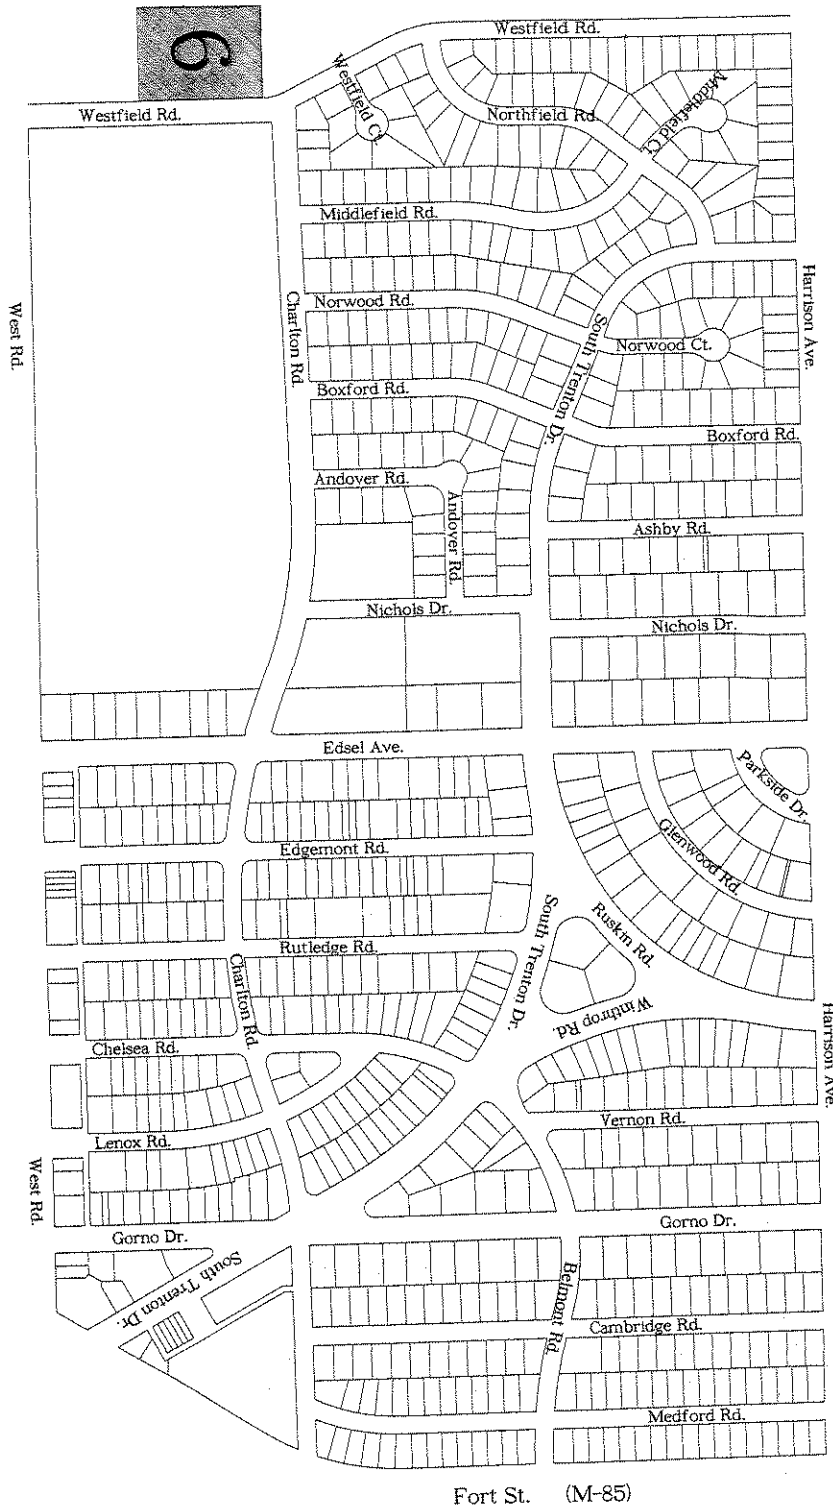 6
Westfield Rd.
Westfield Rd.
Westfield Ct.
Northfield Rd.
Middlefield Ct.
Middlefield Rd.
Harrison Ave.
West Rd.
Charlton Rd.
Norwood Rd.
South Trenton Dr.
Norwood Ct.
Boxford Rd.
Boxford Rd.
Andover Rd.
Andover Rd.
Ashby Rd.
Nichols Dr.
Nichols Dr.
Edsel Ave.
Parkside Dr.
Glenwood Rd.
Edgemont Rd.
Ruskin Rd.
South Trenton Dr.
Rutledge Rd.
Charlton Rd.
Winthrop Rd.
Harrison Ave.
Chelsea Rd.
Vernon Rd.
Lenox Rd.
West Rd.
Gorno Dr.
Gorno Dr.
South Trenton Dr.
Belmont Rd.
Cambridge Rd.
Medford Rd.
Fort St. (M-85)